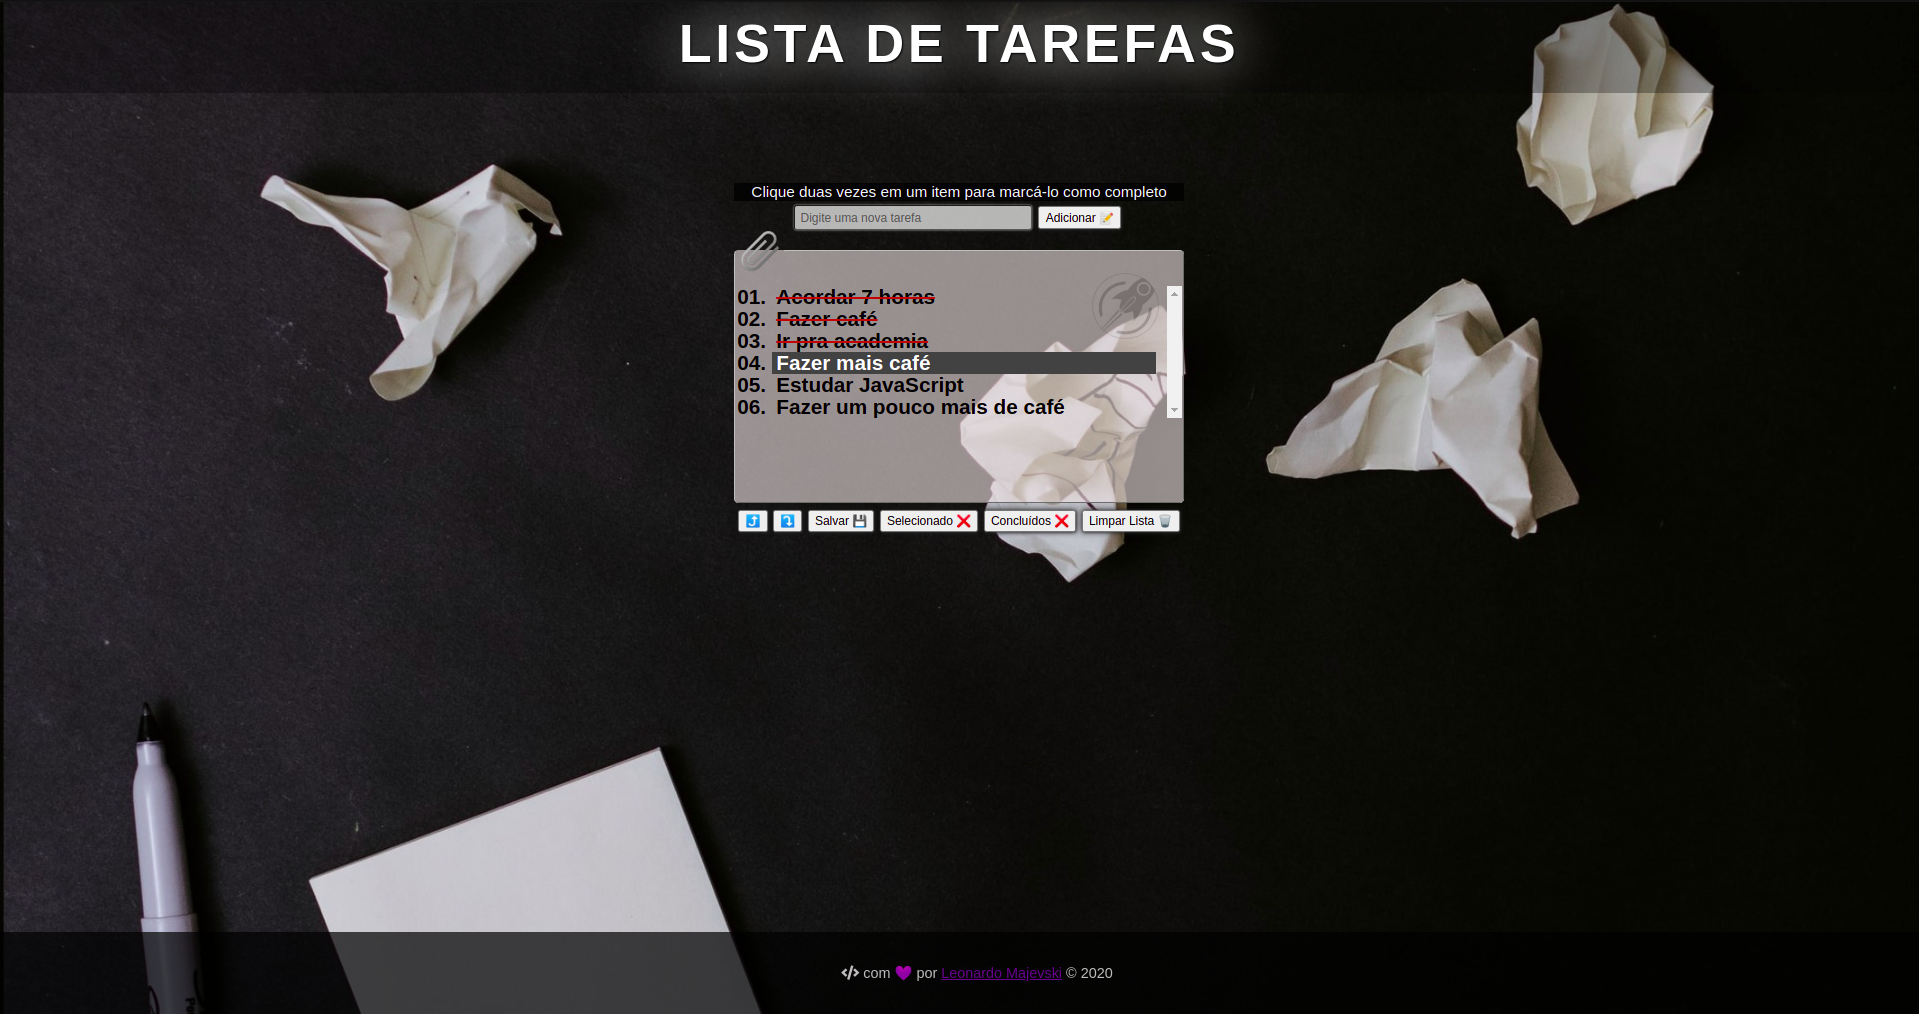 LISTA DE TAREFAS
Clique duas vezes em um item para marcá-lo como completo
Digite uma nova tarefa Adicionar 📝
01. Acordar 7 horas
02. Fazer café
03. Ir pra academia
04. Fazer mais café
05. Estudar JavaScript
06. Fazer um pouco mais de café
⤴️ ⤵️ Salvar 💾 Selecionado ❌ Concluídos ❌ Limpar Lista 🗑️
</> com 💜 por Leonardo Majevski © 2020